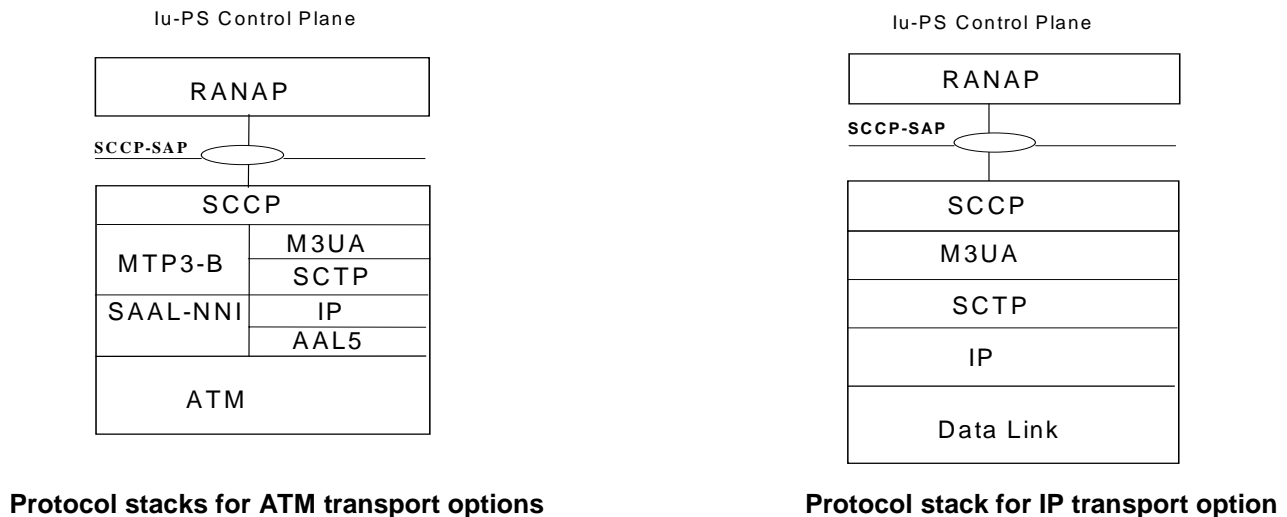 Iu-PS Control Plane
RANAP
SCCP-SAP
SCCP
MTP3-B
M3UA
SCTP
SAAL-NNI
IP
AAL5
ATM
Protocol stacks for ATM transport options
Iu-PS Control Plane
RANAP
SCCP-SAP
SCCP
M3UA
SCTP
IP
Data Link
Protocol stack for IP transport option